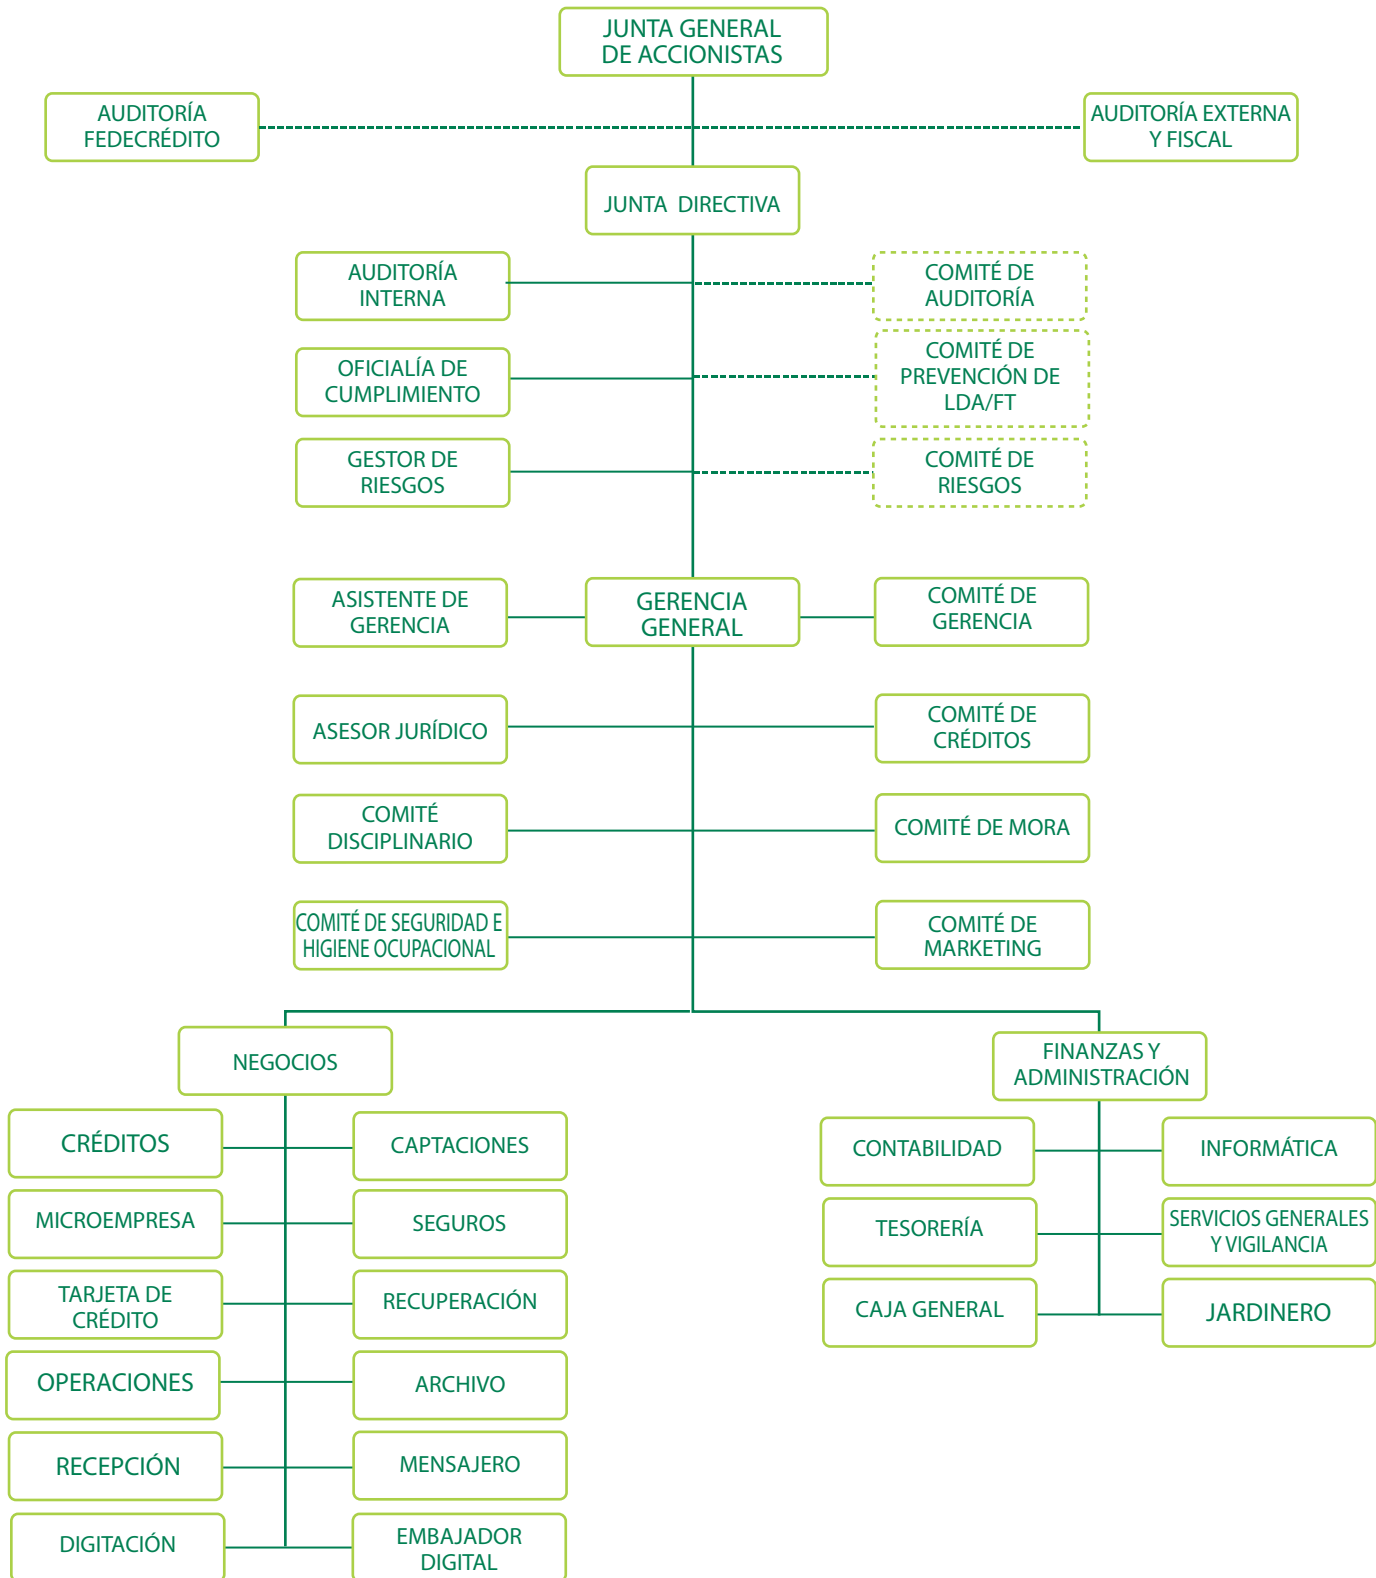 JUNTA GENERAL
DE ACCIONISTAS
AUDITORÍA
FEDECRÉDITO
AUDITORÍA EXTERNA
Y FISCAL
JUNTA DIRECTIVA
AUDITORÍA
INTERNA
COMITÉ DE
AUDITORÍA
OFICIALÍA DE
CUMPLIMIENTO
COMITÉ DE
PREVENCIÓN DE
LDA/FT
GESTOR DE
RIESGOS
COMITÉ DE
RIESGOS
ASISTENTE DE
GERENCIA
GERENCIA
GENERAL
COMITÉ DE
GERENCIA
ASESOR JURÍDICO
COMITÉ DE
CRÉDITOS
COMITÉ
DISCIPLINARIO
COMITÉ DE MORA
COMITÉ DE SEGURIDAD E
HIGIENE OCUPACIONAL
COMITÉ DE
MARKETING
NEGOCIOS
FINANZAS Y
ADMINISTRACIÓN
CRÉDITOS
CAPTACIONES
CONTABILIDAD
INFORMÁTICA
MICROEMPRESA
SEGUROS
TESORERÍA
SERVICIOS GENERALES
Y VIGILANCIA
TARJETA DE
CRÉDITO
RECUPERACIÓN
CAJA GENERAL
JARDINERO
OPERACIONES
ARCHIVO
RECEPCIÓN
MENSAJERO
DIGITACIÓN
EMBAJADOR
DIGITAL